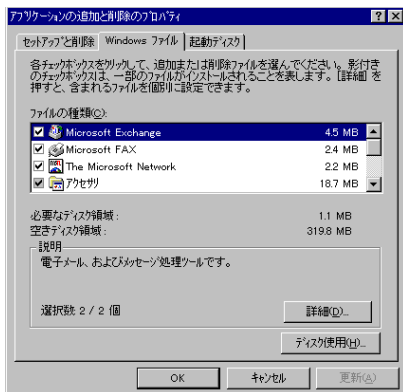 アプリケーションの追加と削除のプロパティ
セットアップと削除 Windows ファイル 起動ディスク
各チェックボックスをクリックして、追加または削除ファイルを選んでください。影付き
のチェックボックスは、一部のファイルがインストールされることを表します。[詳細] を
押すと、含まれるファイルを個別に設定できます。
ファイルの種類(C):
Microsoft Exchange 4.5 MB
Microsoft FAX 2.4 MB
The Microsoft Network 2.2 MB
アクセサリ 18.7 MB
必要なディスク領域: 1.1 MB
空きディスク領域: 319.8 MB
説明
電子メール、およびメッセージ処理ツールです。
選択数: 2 / 2 個 詳細(D)...
ディスク使用(H)...
OK キャンセル 更新(A)